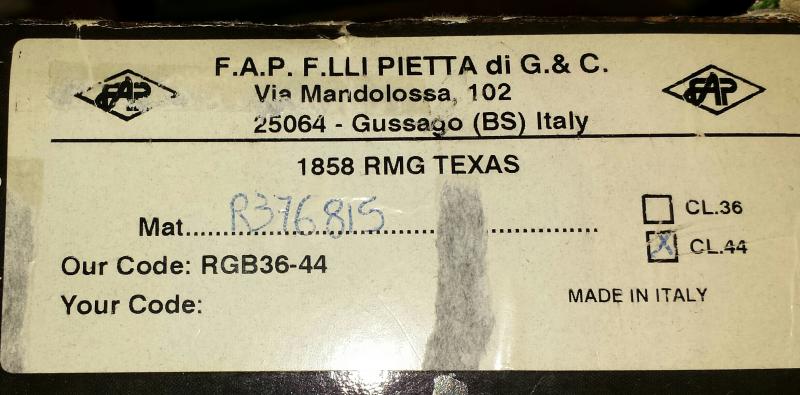 F.A.P. F.LLI PIETTA di G.& C.
FAP
Via Mandolossa, 102
FAP
25064 - Gussago (BS) Italy
1858 RMG TEXAS
Mat.....R376815.....
CL.36
X CL.44
Our Code: RGB36-44
Your Code:
MADE IN ITALY